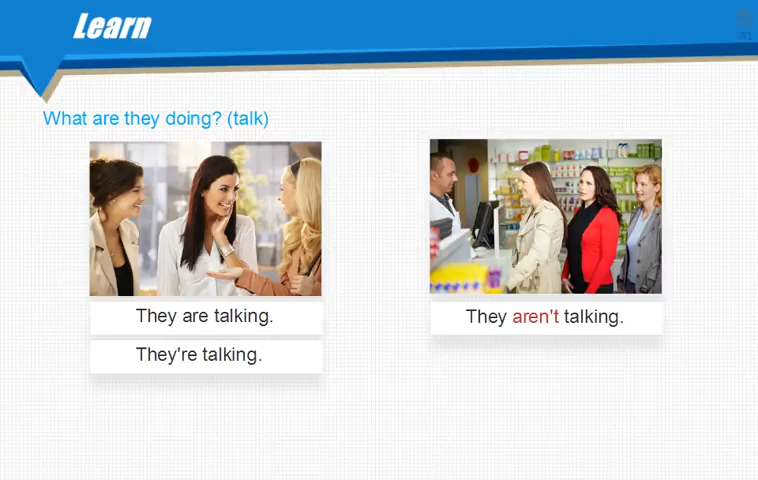 Learn
What are they doing? (talk)
They are talking.
They're talking.
They aren't talking.